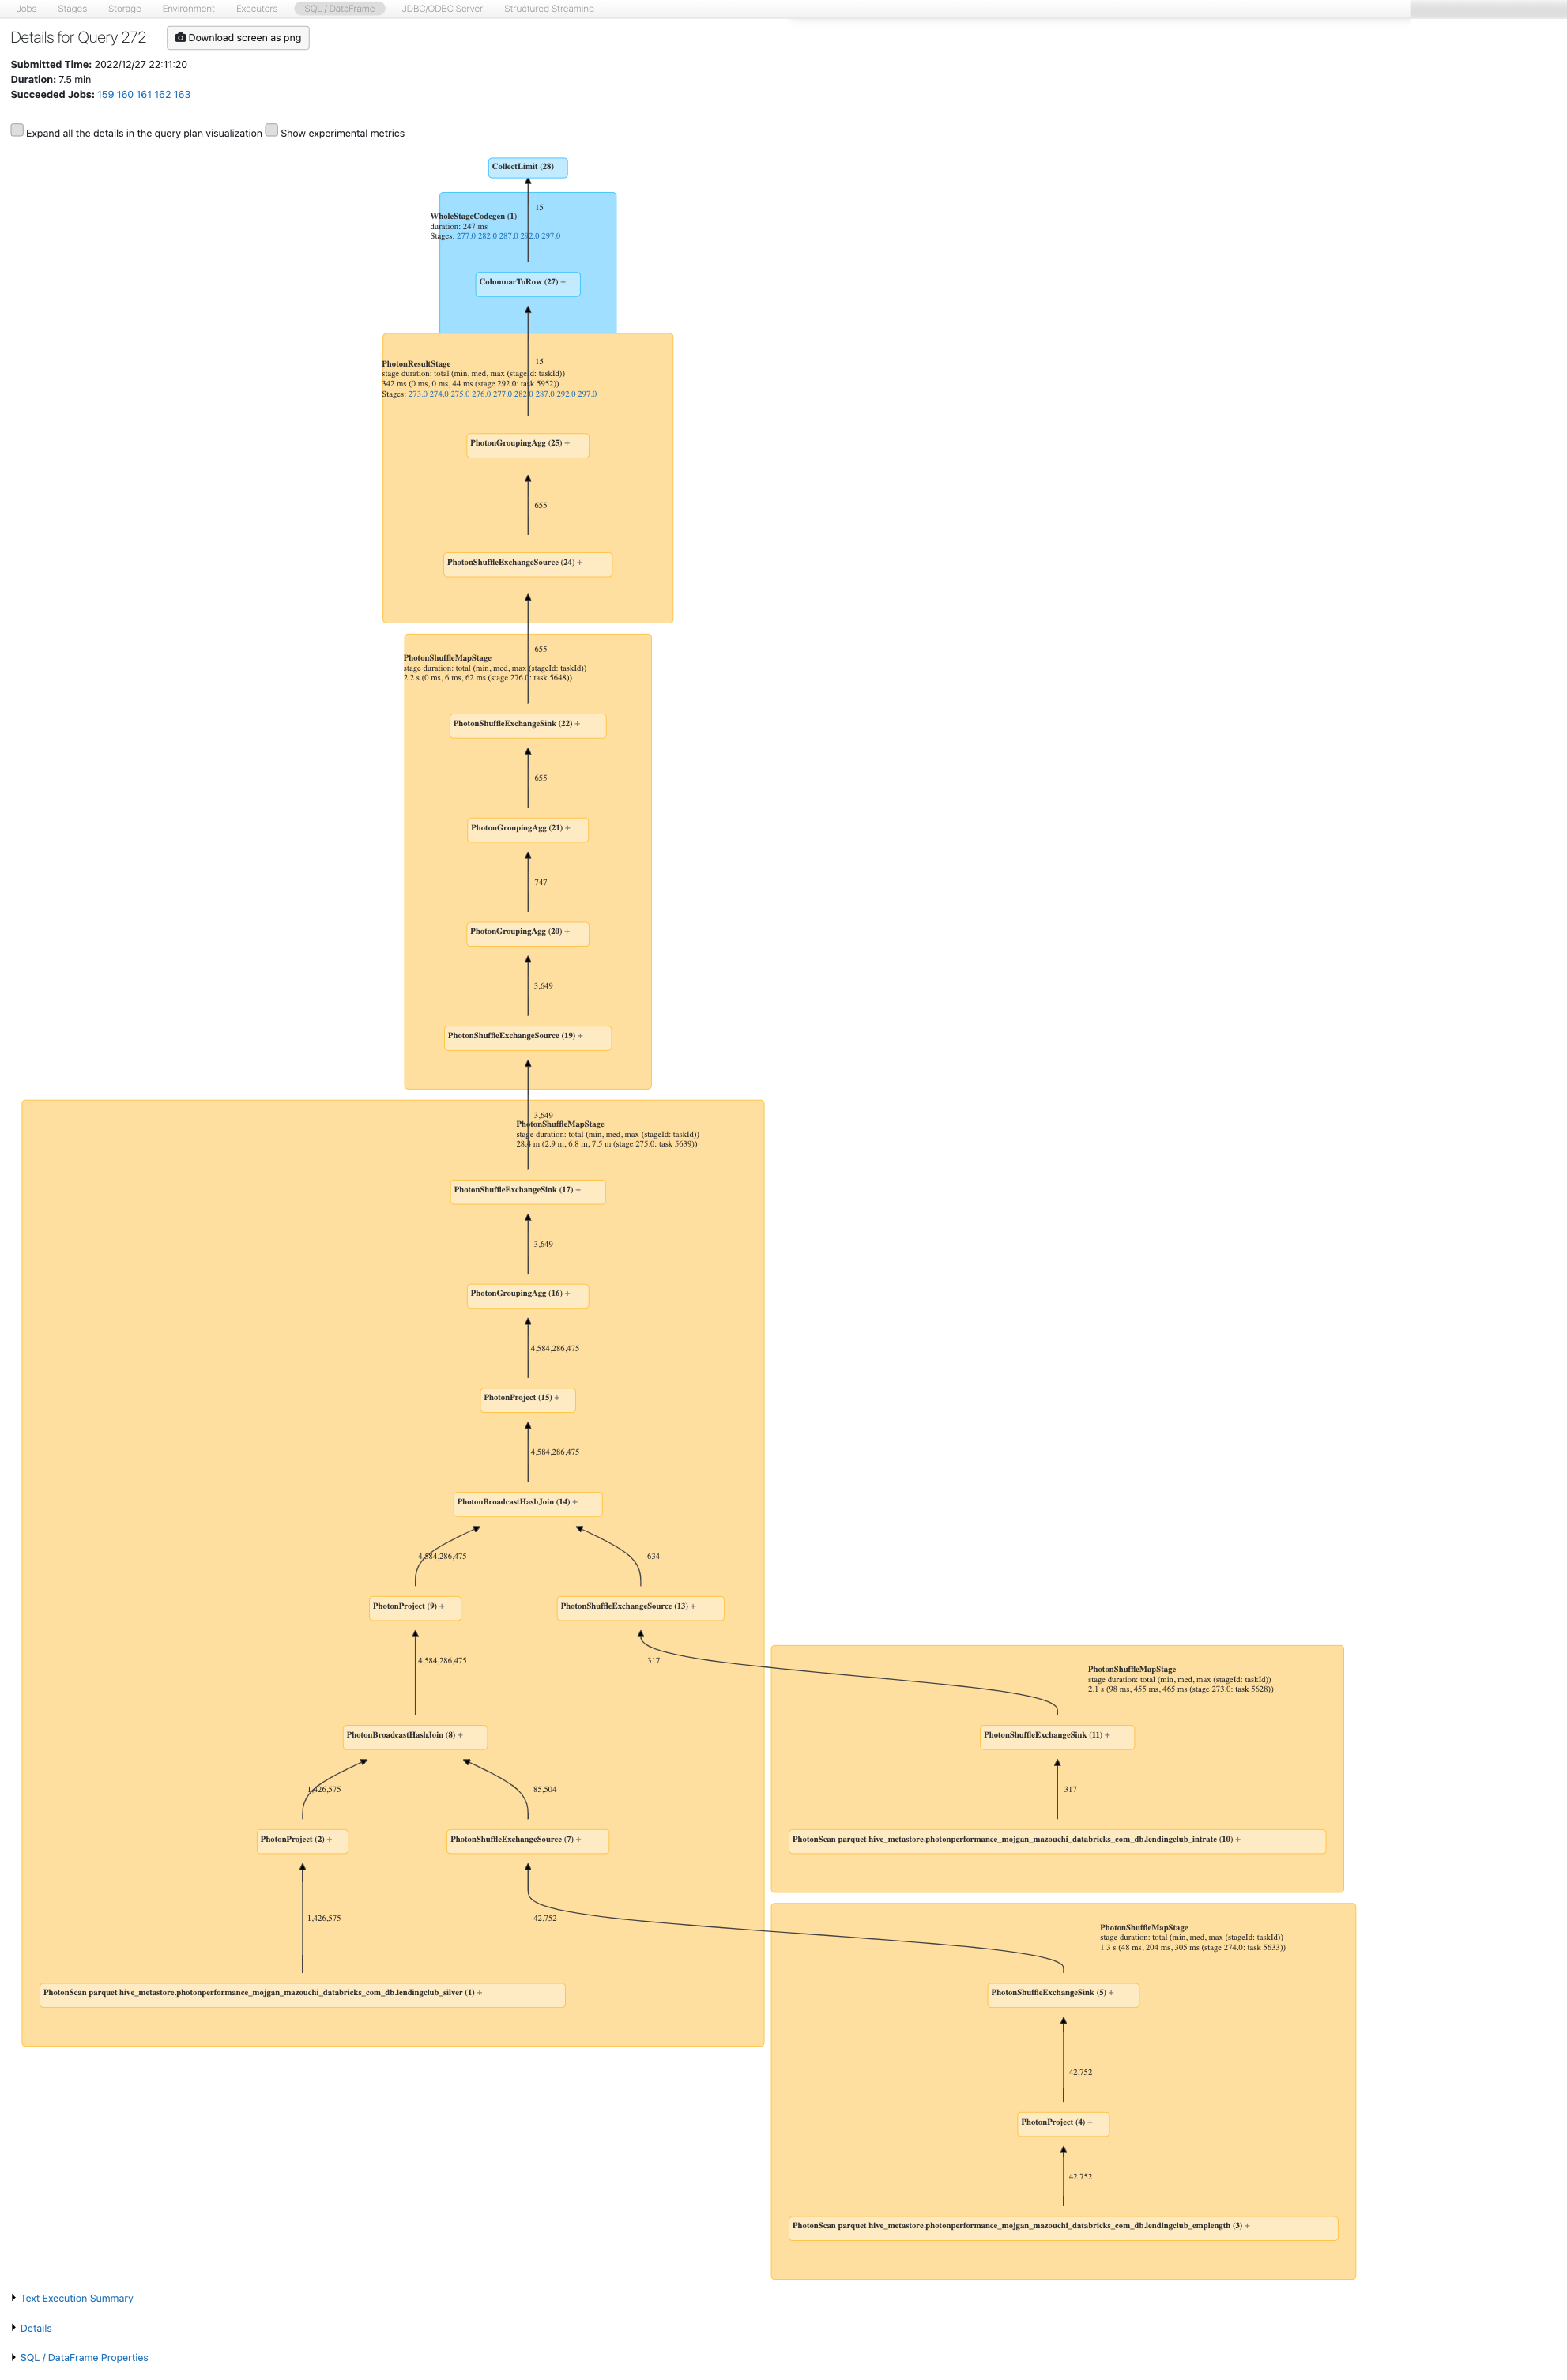 Jobs Stages Storage Environment Executors SQL / DataFrame JDBC/ODBC Server Structured Streaming
Details for Query 272
Download screen as png
Submitted Time: 2022/12/27 22:11:20
Duration: 7.5 min
Succeeded Jobs: 159 160 161 162 163
Expand all the details in the query plan visualization Show experimental metrics
CollectLimit (28)
15
WholeStageCodegen (1)
duration: 247 ms
Stages: 277.0 282.0 287.0 292.0 297.0
ColumnarToRow (27) +
15
PhotonResultStage
stage duration: total (min, med, max (stageId: taskId))
342 ms (0 ms, 0 ms, 44 ms (stage 292.0: task 5952))
Stages: 273.0 274.0 275.0 276.0 277.0 282.0 287.0 292.0 297.0
PhotonGroupingAgg (25) +
655
PhotonShuffleExchangeSource (24) +
655
PhotonShuffleMapStage
stage duration: total (min, med, max (stageId: taskId))
2.2 s (0 ms, 6 ms, 62 ms (stage 276.0: task 5648))
PhotonShuffleExchangeSink (22) +
655
PhotonGroupingAgg (21) +
747
PhotonGroupingAgg (20) +
3,649
PhotonShuffleExchangeSource (19) +
3,649
PhotonShuffleMapStage
stage duration: total (min, med, max (stageId: taskId))
28.4 m (2.9 m, 6.8 m, 7.5 m (stage 275.0: task 5639))
PhotonShuffleExchangeSink (17) +
3,649
PhotonGroupingAgg (16) +
4,584,286,475
PhotonProject (15) +
4,584,286,475
PhotonBroadcastHashJoin (14) +
4,584,286,475
634
PhotonProject (9) +
PhotonShuffleExchangeSource (13) +
4,584,286,475
317
PhotonShuffleMapStage
stage duration: total (min, med, max (stageId: taskId))
2.1 s (98 ms, 455 ms, 465 ms (stage 273.0: task 5628))
PhotonBroadcastHashJoin (8) +
PhotonShuffleExchangeSink (11) +
1,426,575
85,504
317
PhotonProject (2) +
PhotonShuffleExchangeSource (7) +
PhotonScan parquet hive_metastore.photonperformance_mojgan_mazouchi_databricks_com_db.lendingclub_intrate (10) +
1,426,575
42,752
PhotonShuffleMapStage
stage duration: total (min, med, max (stageId: taskId))
1.3 s (48 ms, 204 ms, 305 ms (stage 274.0: task 5633))
PhotonScan parquet hive_metastore.photonperformance_mojgan_mazouchi_databricks_com_db.lendingclub_silver (1) +
PhotonShuffleExchangeSink (5) +
42,752
PhotonProject (4) +
42,752
PhotonScan parquet hive_metastore.photonperformance_mojgan_mazouchi_databricks_com_db.lendingclub_emplength (3) +
Text Execution Summary
Details
SQL / DataFrame Properties